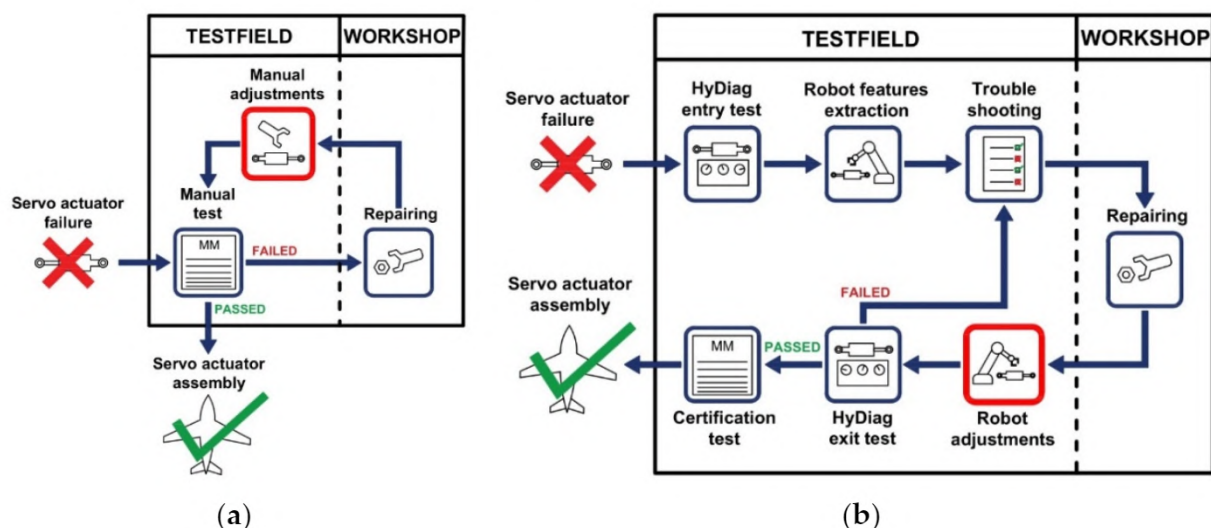 TESTFIELD
WORKSHOP
Manual
adjustments
Manual
test
Servo actuator
failure
MM
FAILED
Repairing
PASSED
Servo actuator
assembly
(a)
TESTFIELD
WORKSHOP
Servo actuator
failure
HyDiag
entry test
Robot features
extraction
Trouble
shooting
Repairing
Servo actuator
assembly
FAILED
MM
PASSED
Certification
test
HyDiag
exit test
Robot
adjustments
(b)